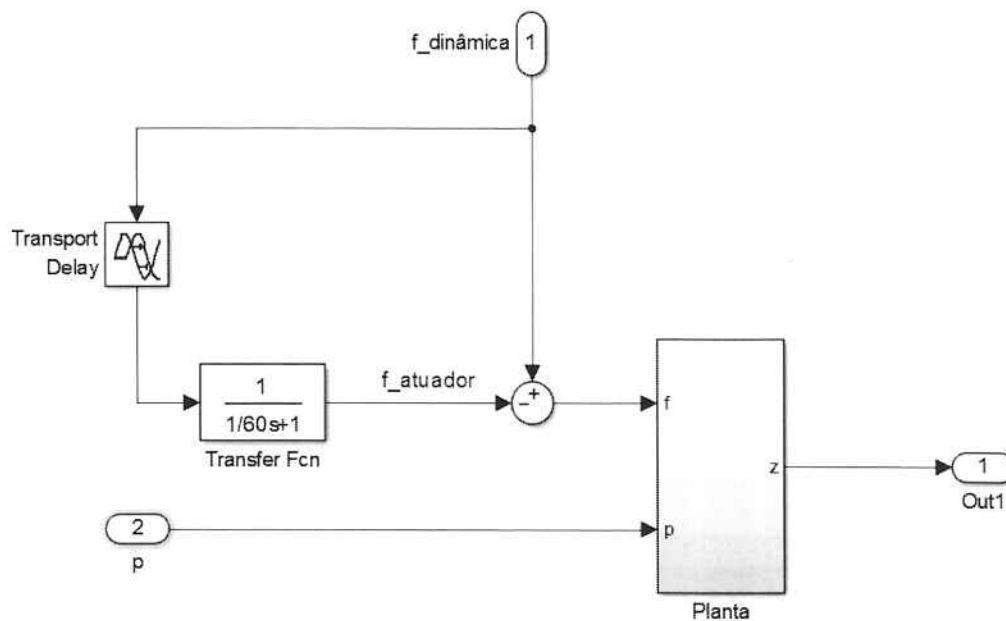 f_dinâmica
1
Transport
Delay
1
1/60s+1
Transfer Fcn
f_atuador
f
z
p
Planta
1
Out1
2
p